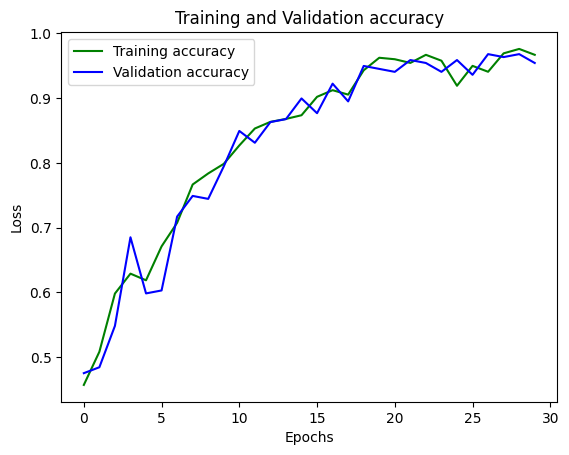 Training and Validation accuracy
Training accuracy
Validation accuracy
1.0
0.9
0.8
0.7
0.6
0.5
Loss
0
5
10
15
20
25
30
Epochs